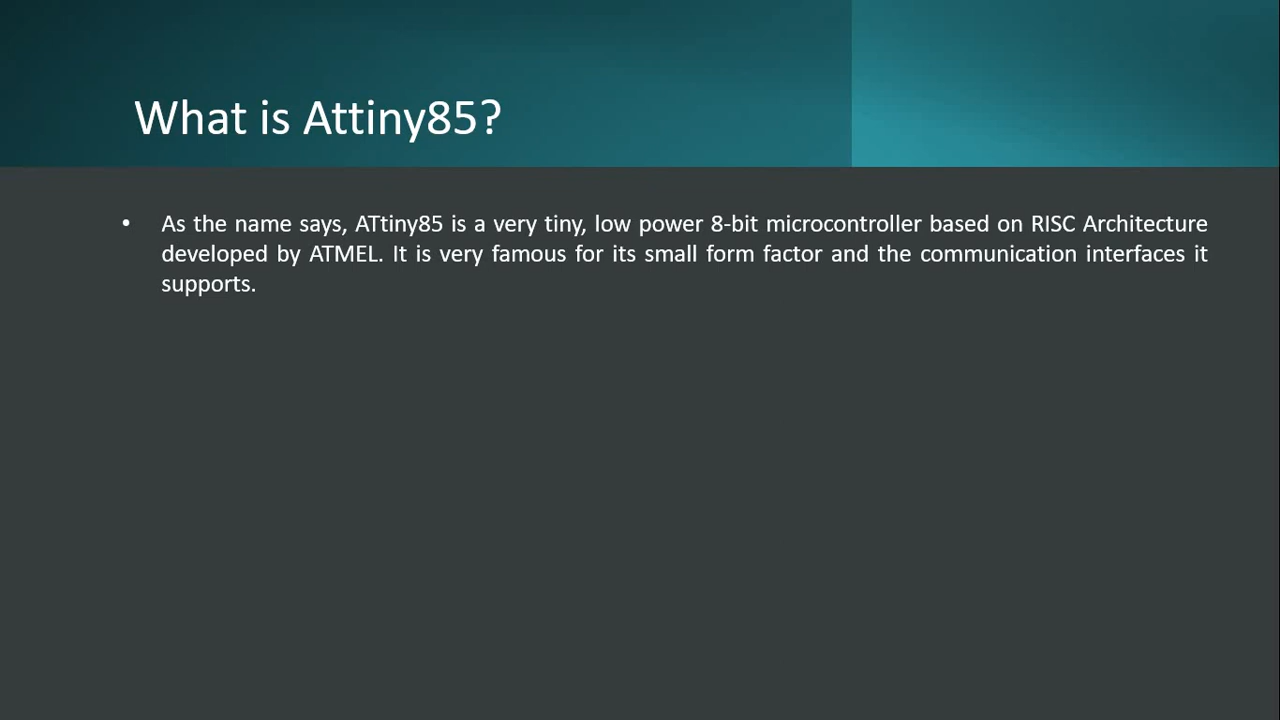 What is Attiny85?
• As the name says, ATtiny85 is a very tiny, low power 8-bit microcontroller based on RISC Architecture
developed by ATMEL. It is very famous for its small form factor and the communication interfaces it
supports.